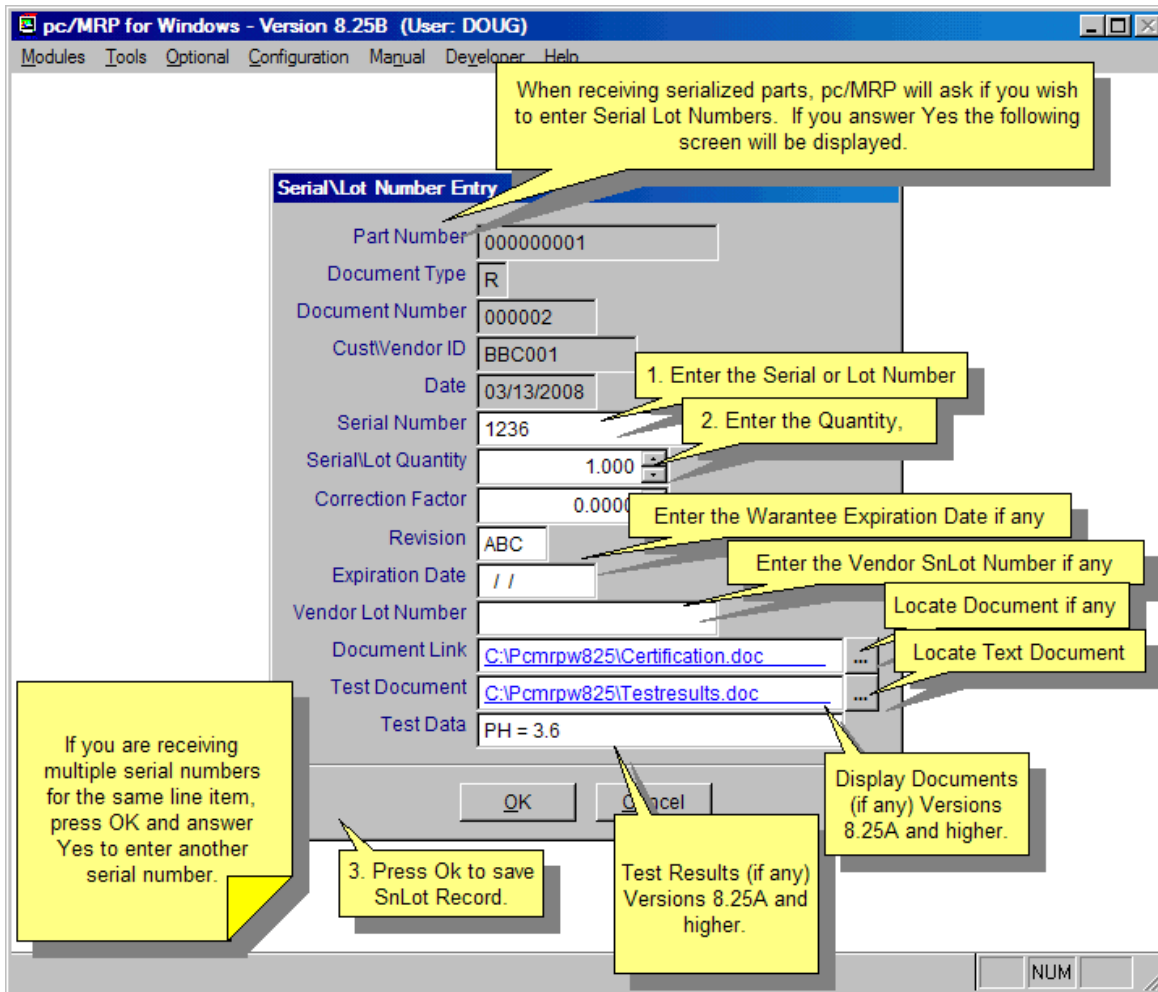 pc/MRP for Windows - Version 8.25B (User: DOUG)
Modules Tools Optional Configuration Manual Developer Help
When receiving serialized parts, pc/MRP will ask if you wish
to enter Serial Lot Numbers. If you answer Yes the following
screen will be displayed.
Serial\Lot Number Entry
Part Number 000000001
Document Type R
Document Number 000002
Cust\Vendor ID BBC001
Date 03/13/2008
1. Enter the Serial or Lot Number
Serial Number 1236
2. Enter the Quantity,
Serial\Lot Quantity 1.000
Correction Factor 0.0000
Enter the Warantee Expiration Date if any
Revision ABC
Enter the Vendor SnLot Number if any
Expiration Date / /
Locate Document if any
Vendor Lot Number
Document Link C:\Pcmrpw825\Certification.doc ...
Locate Text Document
Test Document C:\Pcmrpw825\Testresults.doc ...
Test Data PH = 3.6
If you are receiving
multiple serial numbers
for the same line item,
press OK and answer
Yes to enter another
serial number.
Display Documents
(if any) Versions
8.25A and higher.
OK Cancel
3. Press Ok to save
SnLot Record.
Test Results (if any)
Versions 8.25A and
higher.
NUM